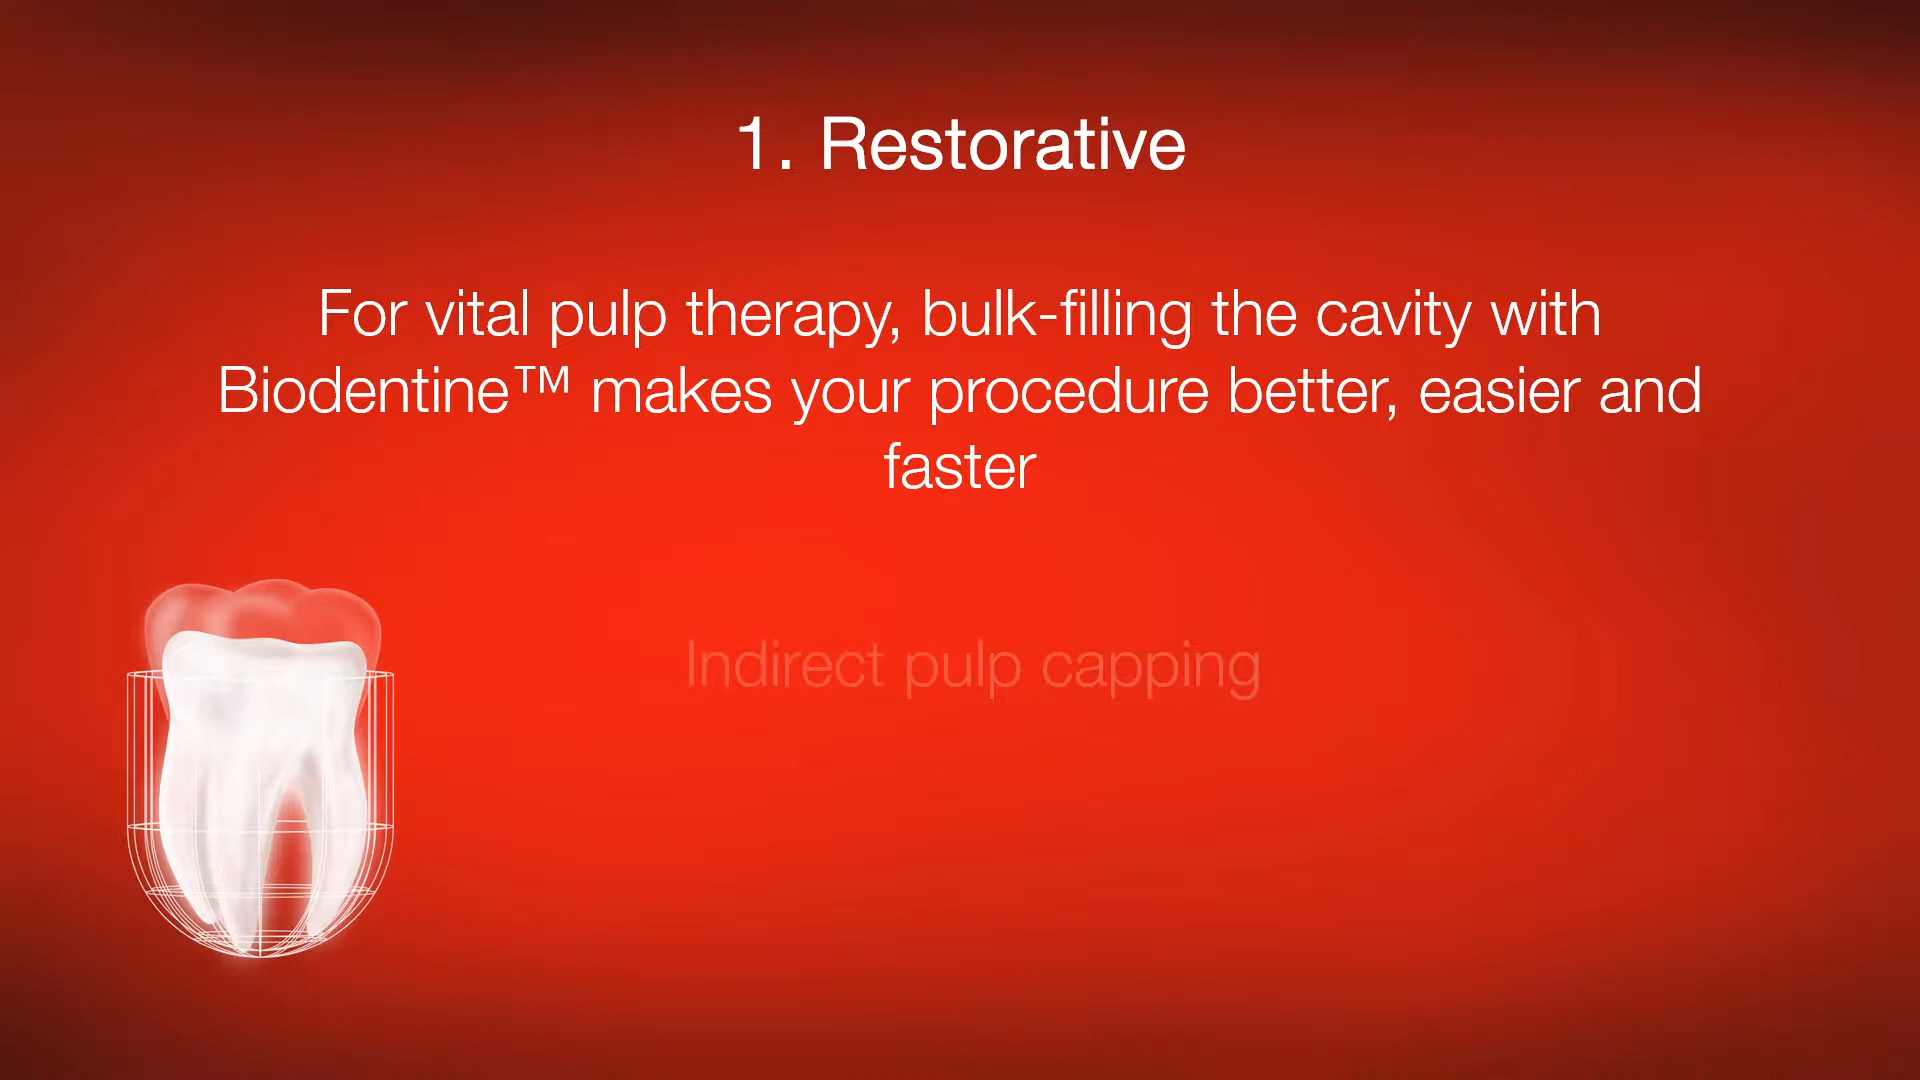 1. Restorative
For vital pulp therapy, bulk-filling the cavity with
Biodentine™ makes your procedure better, easier and
faster
Indirect pulp capping